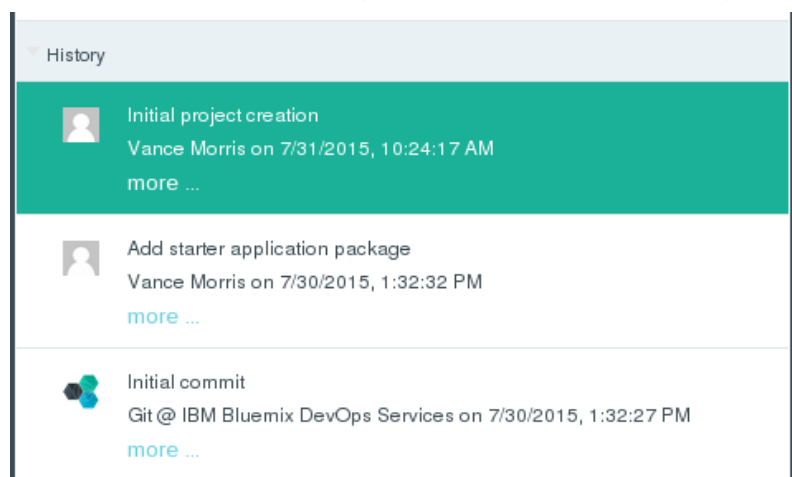 History
Initial project creation
Vance Morris on 7/31/2015, 10:24:17 AM
more ...
Add starter application package
Vance Morris on 7/30/2015, 1:32:32 PM
more ...
Initial commit
Git @ IBM Bluemix DevOps Services on 7/30/2015, 1:32:27 PM
more ...